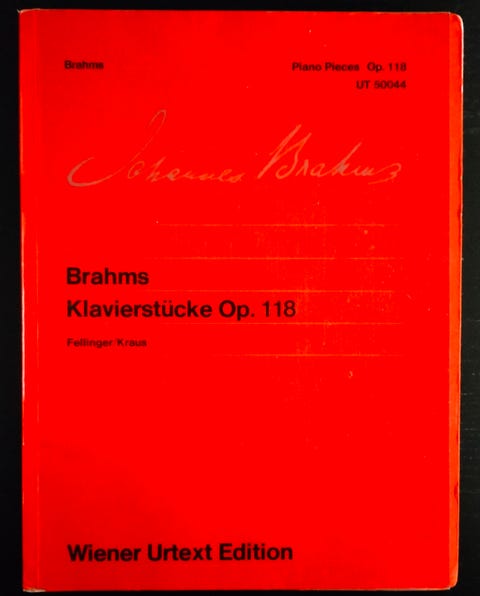 Brahms
Piano Pieces Op. 118
UT 50044
Johannes Brahms
Brahms
Klavierstücke Op. 118
Fellinger/Kraus
Wiener Urtext Edition